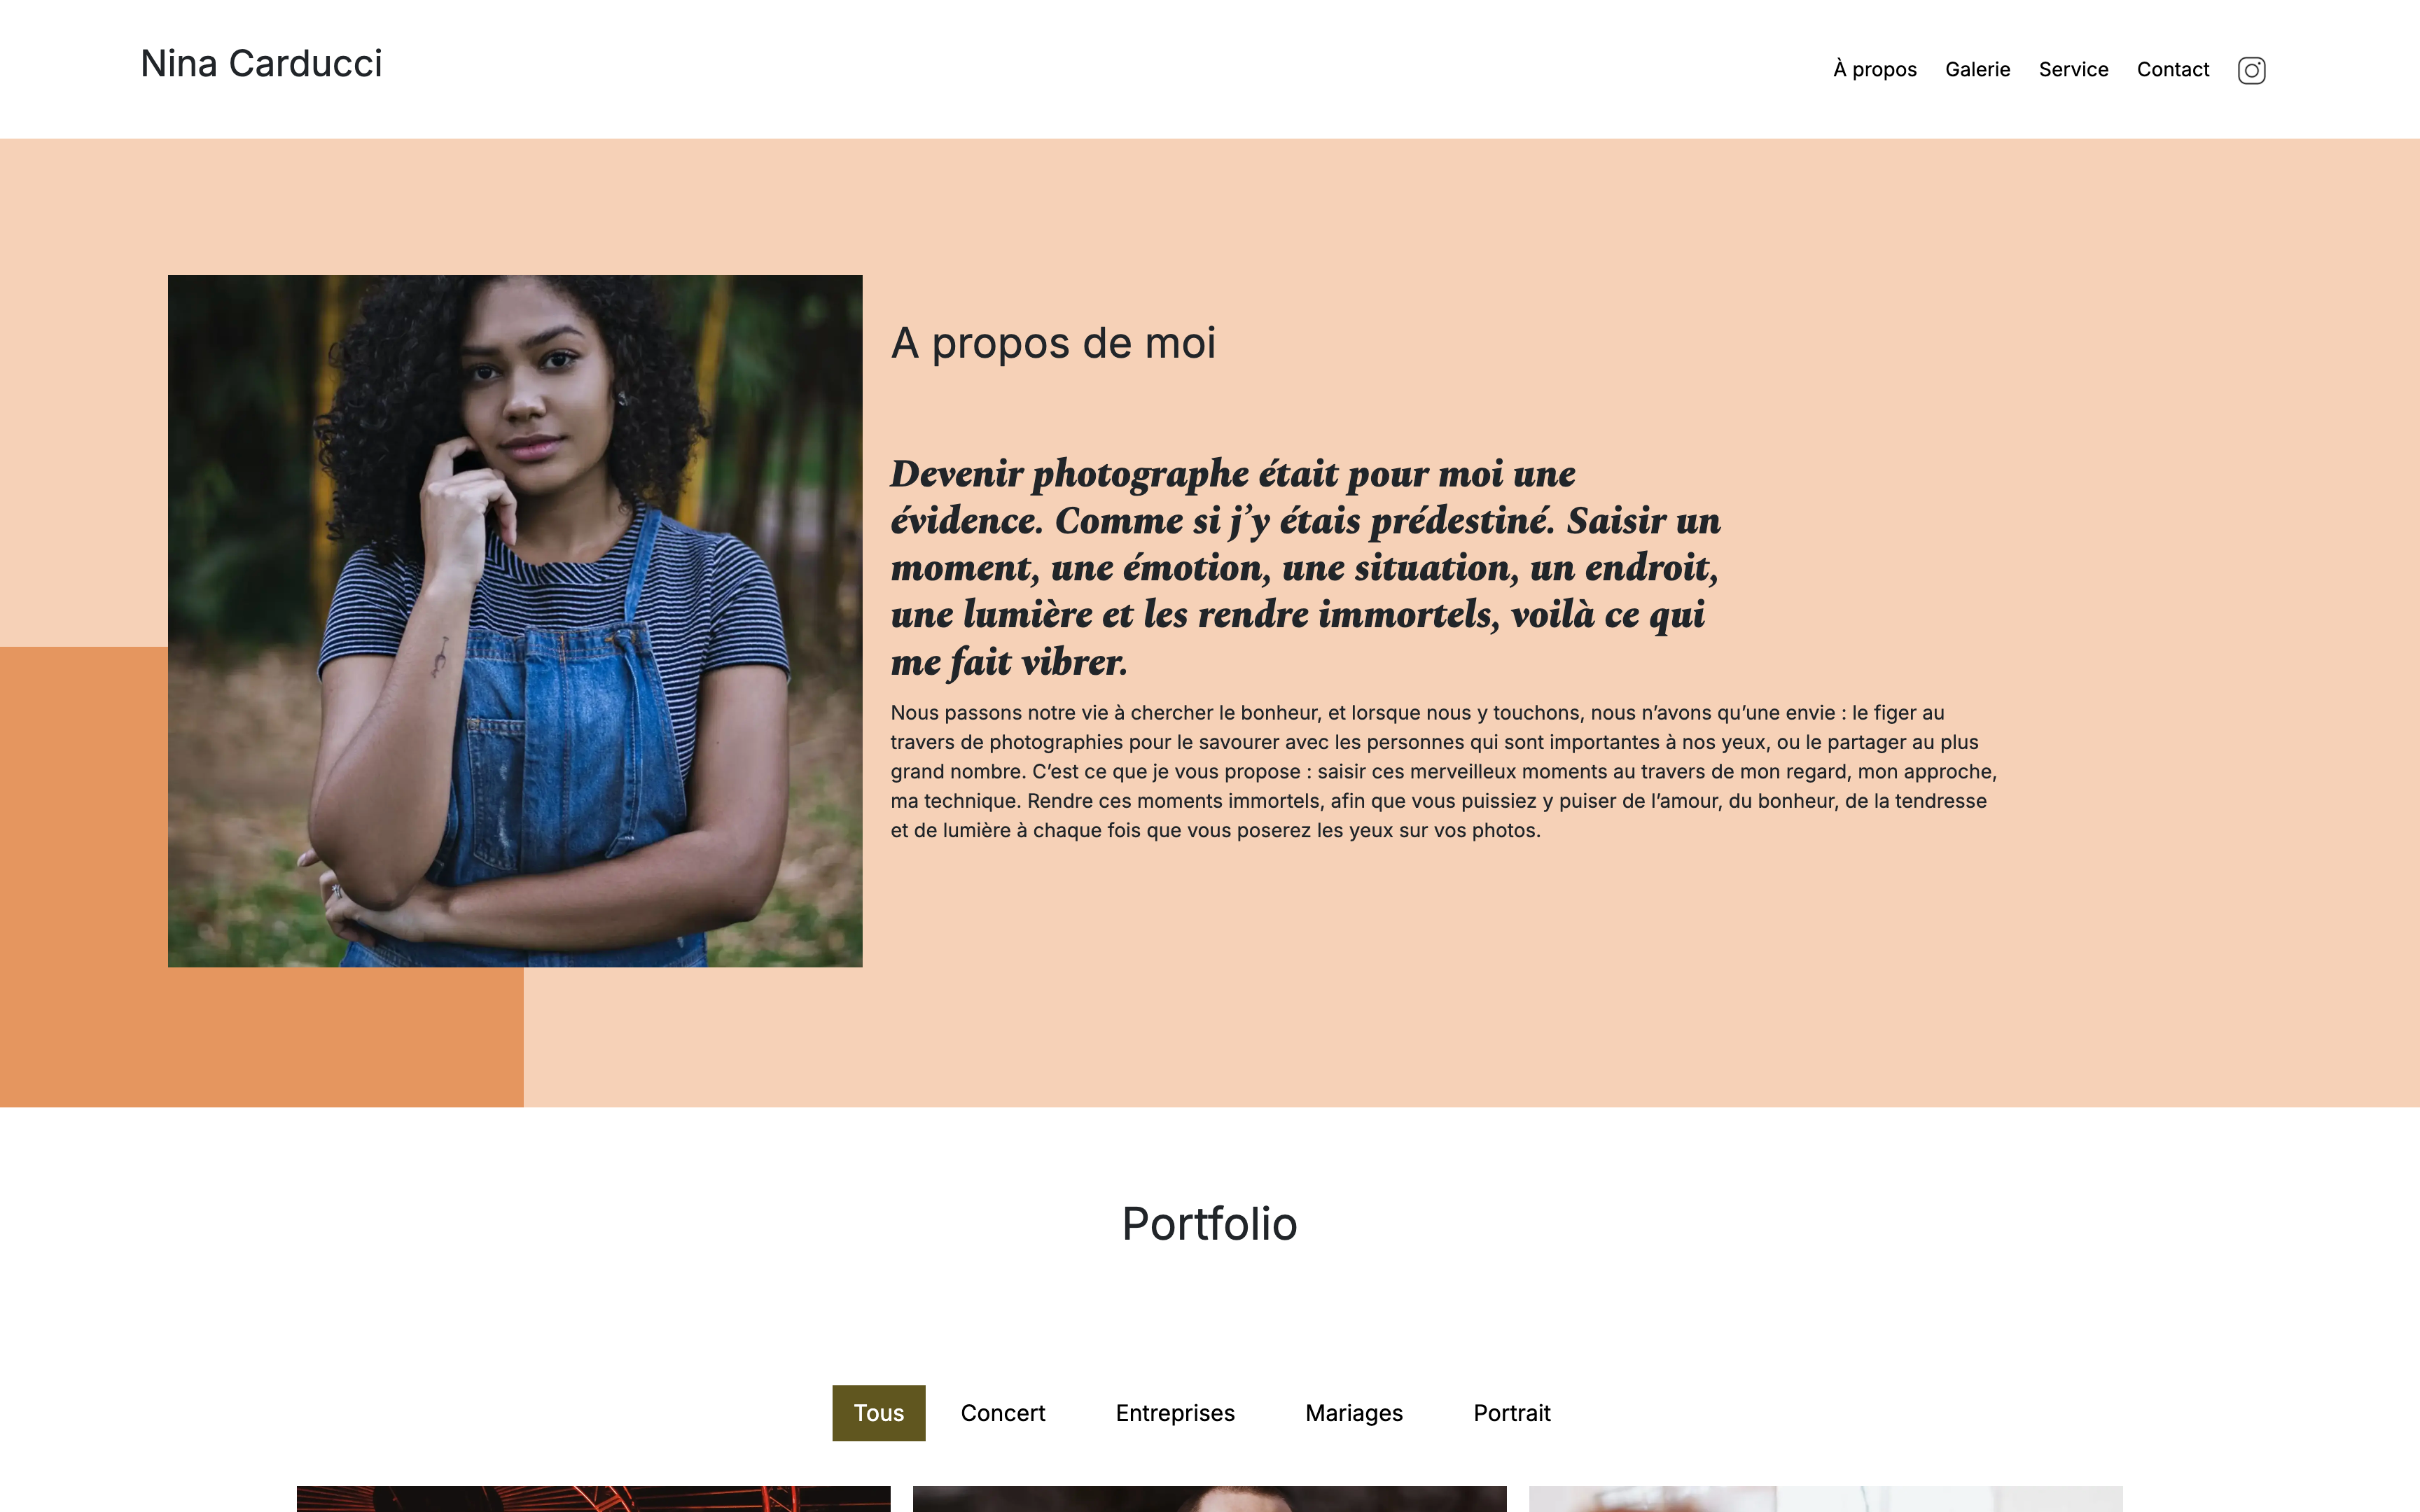 Nina Carducci
À propos
Galerie
Service
Contact
A propos de moi
Devenir photographe était pour moi une
évidence. Comme si j’y étais prédestiné. Saisir un
moment, une émotion, une situation, un endroit,
une lumière et les rendre immortels, voilà ce qui
me fait vibrer.
Nous passons notre vie à chercher le bonheur, et lorsque nous y touchons, nous n’avons qu’une envie : le figer au
travers de photographies pour le savourer avec les personnes qui sont importantes à nos yeux, ou le partager au plus
grand nombre. C’est ce que je vous propose : saisir ces merveilleux moments au travers de mon regard, mon approche,
ma technique. Rendre ces moments immortels, afin que vous puissiez y puiser de l’amour, du bonheur, de la tendresse
et de lumière à chaque fois que vous poserez les yeux sur vos photos.
Portfolio
Tous
Concert
Entreprises
Mariages
Portrait